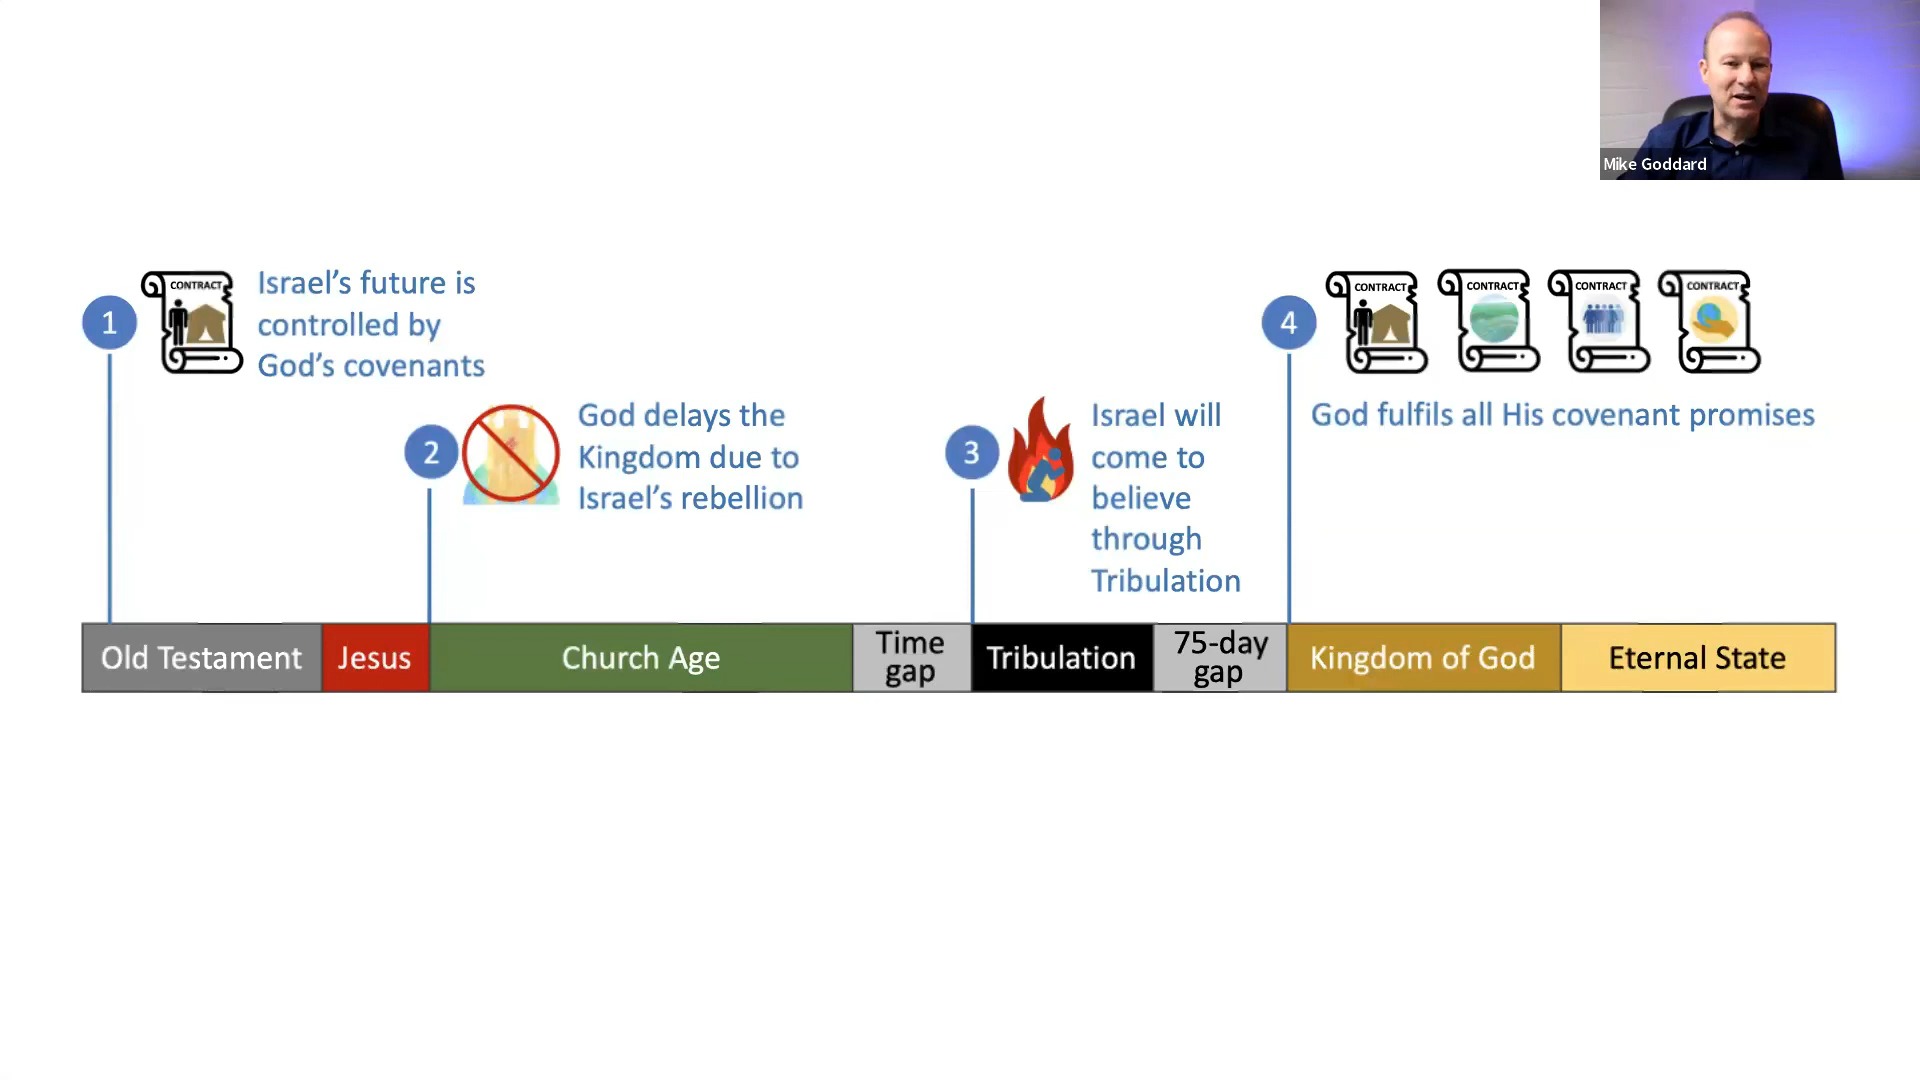 Mike Goddard
1
CONTRACT
Israel’s future is
controlled by
God’s covenants
2
God delays the
Kingdom due to
Israel’s rebellion
3
Israel will
come to
believe
through
Tribulation
4
CONTRACT
CONTRACT
CONTRACT
CONTRACT
God fulfils all His covenant promises
Old Testament
Jesus
Church Age
Time
gap
Tribulation
75-day
gap
Kingdom of God
Eternal State